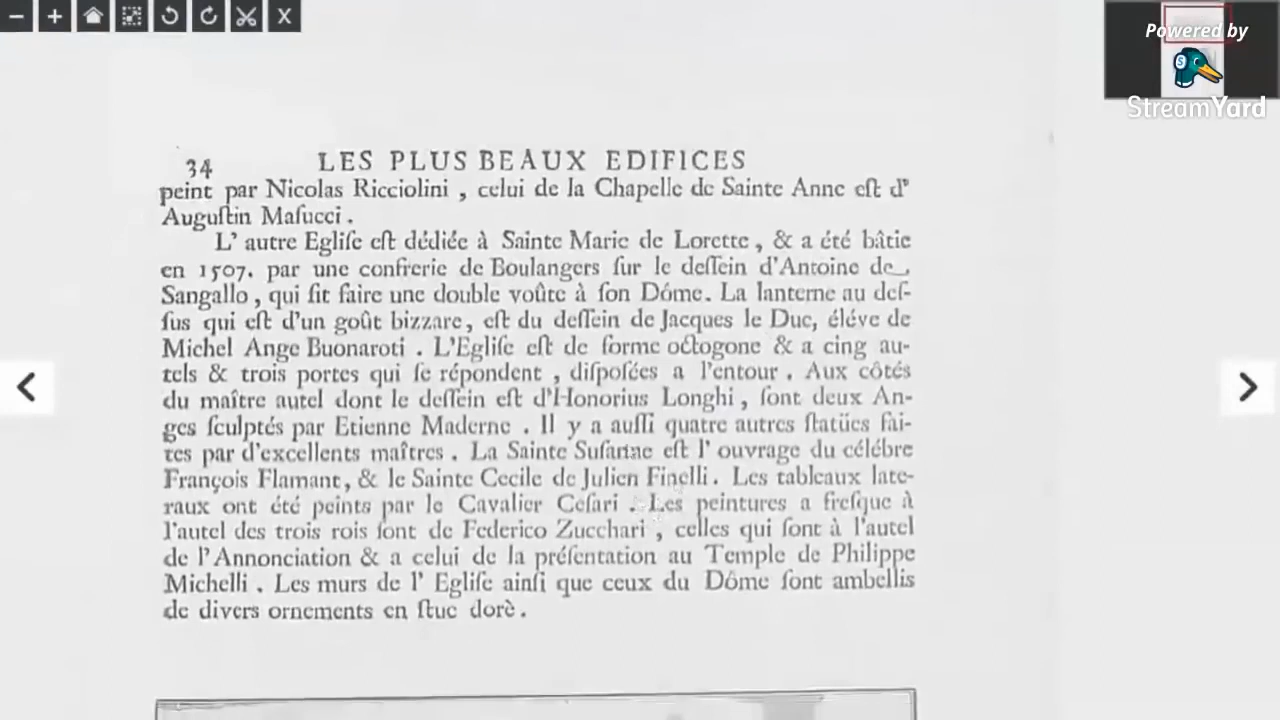 Powered by
StreamYard
34 LES PLUS BEAUX EDIFICES
peint par Nicolas Ricciolini , celui de la Chapelle de Sainte Anne eſt d'
Auguſtin Maſucci .
L' autre Egliſe eſt dédiée à Sainte Marie de Lorette , & a été bâtie
en 1507. par une confrerie de Boulangers ſur le deſſein d'Antoine de
Sangallo , qui fit faire une double voûte à ſon Dóme. La lanterne au deſ-
ſus qui eſt d'un goût bizzare, eſt du deſſein de Jacques le Duc, éléve de
Michel Ange Buonaroti . L'Egliſe eſt de forme octogone & a cing au-
tels & trois portes qui ſe répondent , diſpoſées a l'entour . Aux côtés
du maître autel dont le deſſein eſt d'Honorius Longhi , ſont deux An-
ges ſculptés par Etienne Maderne . Il y a auſſi quatre autres ſtatües fai-
tes par d'excellents maîtres . La Sainte Suſanne eſt l' ouvrage du célébre
François Flamant, & le Sainte Cecile de Julien Finelli . Les tableaux late-
raux ont été peints par le Cavalier Ceſari . Les peintures a freſque à
l'autel des trois rois ſont de Federico Zucchari , celles qui ſont à l'autel
de l'Annonciation & a celui de la préſentation au Temple de Philippe
Michelli . Les murs de l' Egliſe ainſi que ceux du Dôme ſont ambellis
de divers ornements en ſtuc dorè .